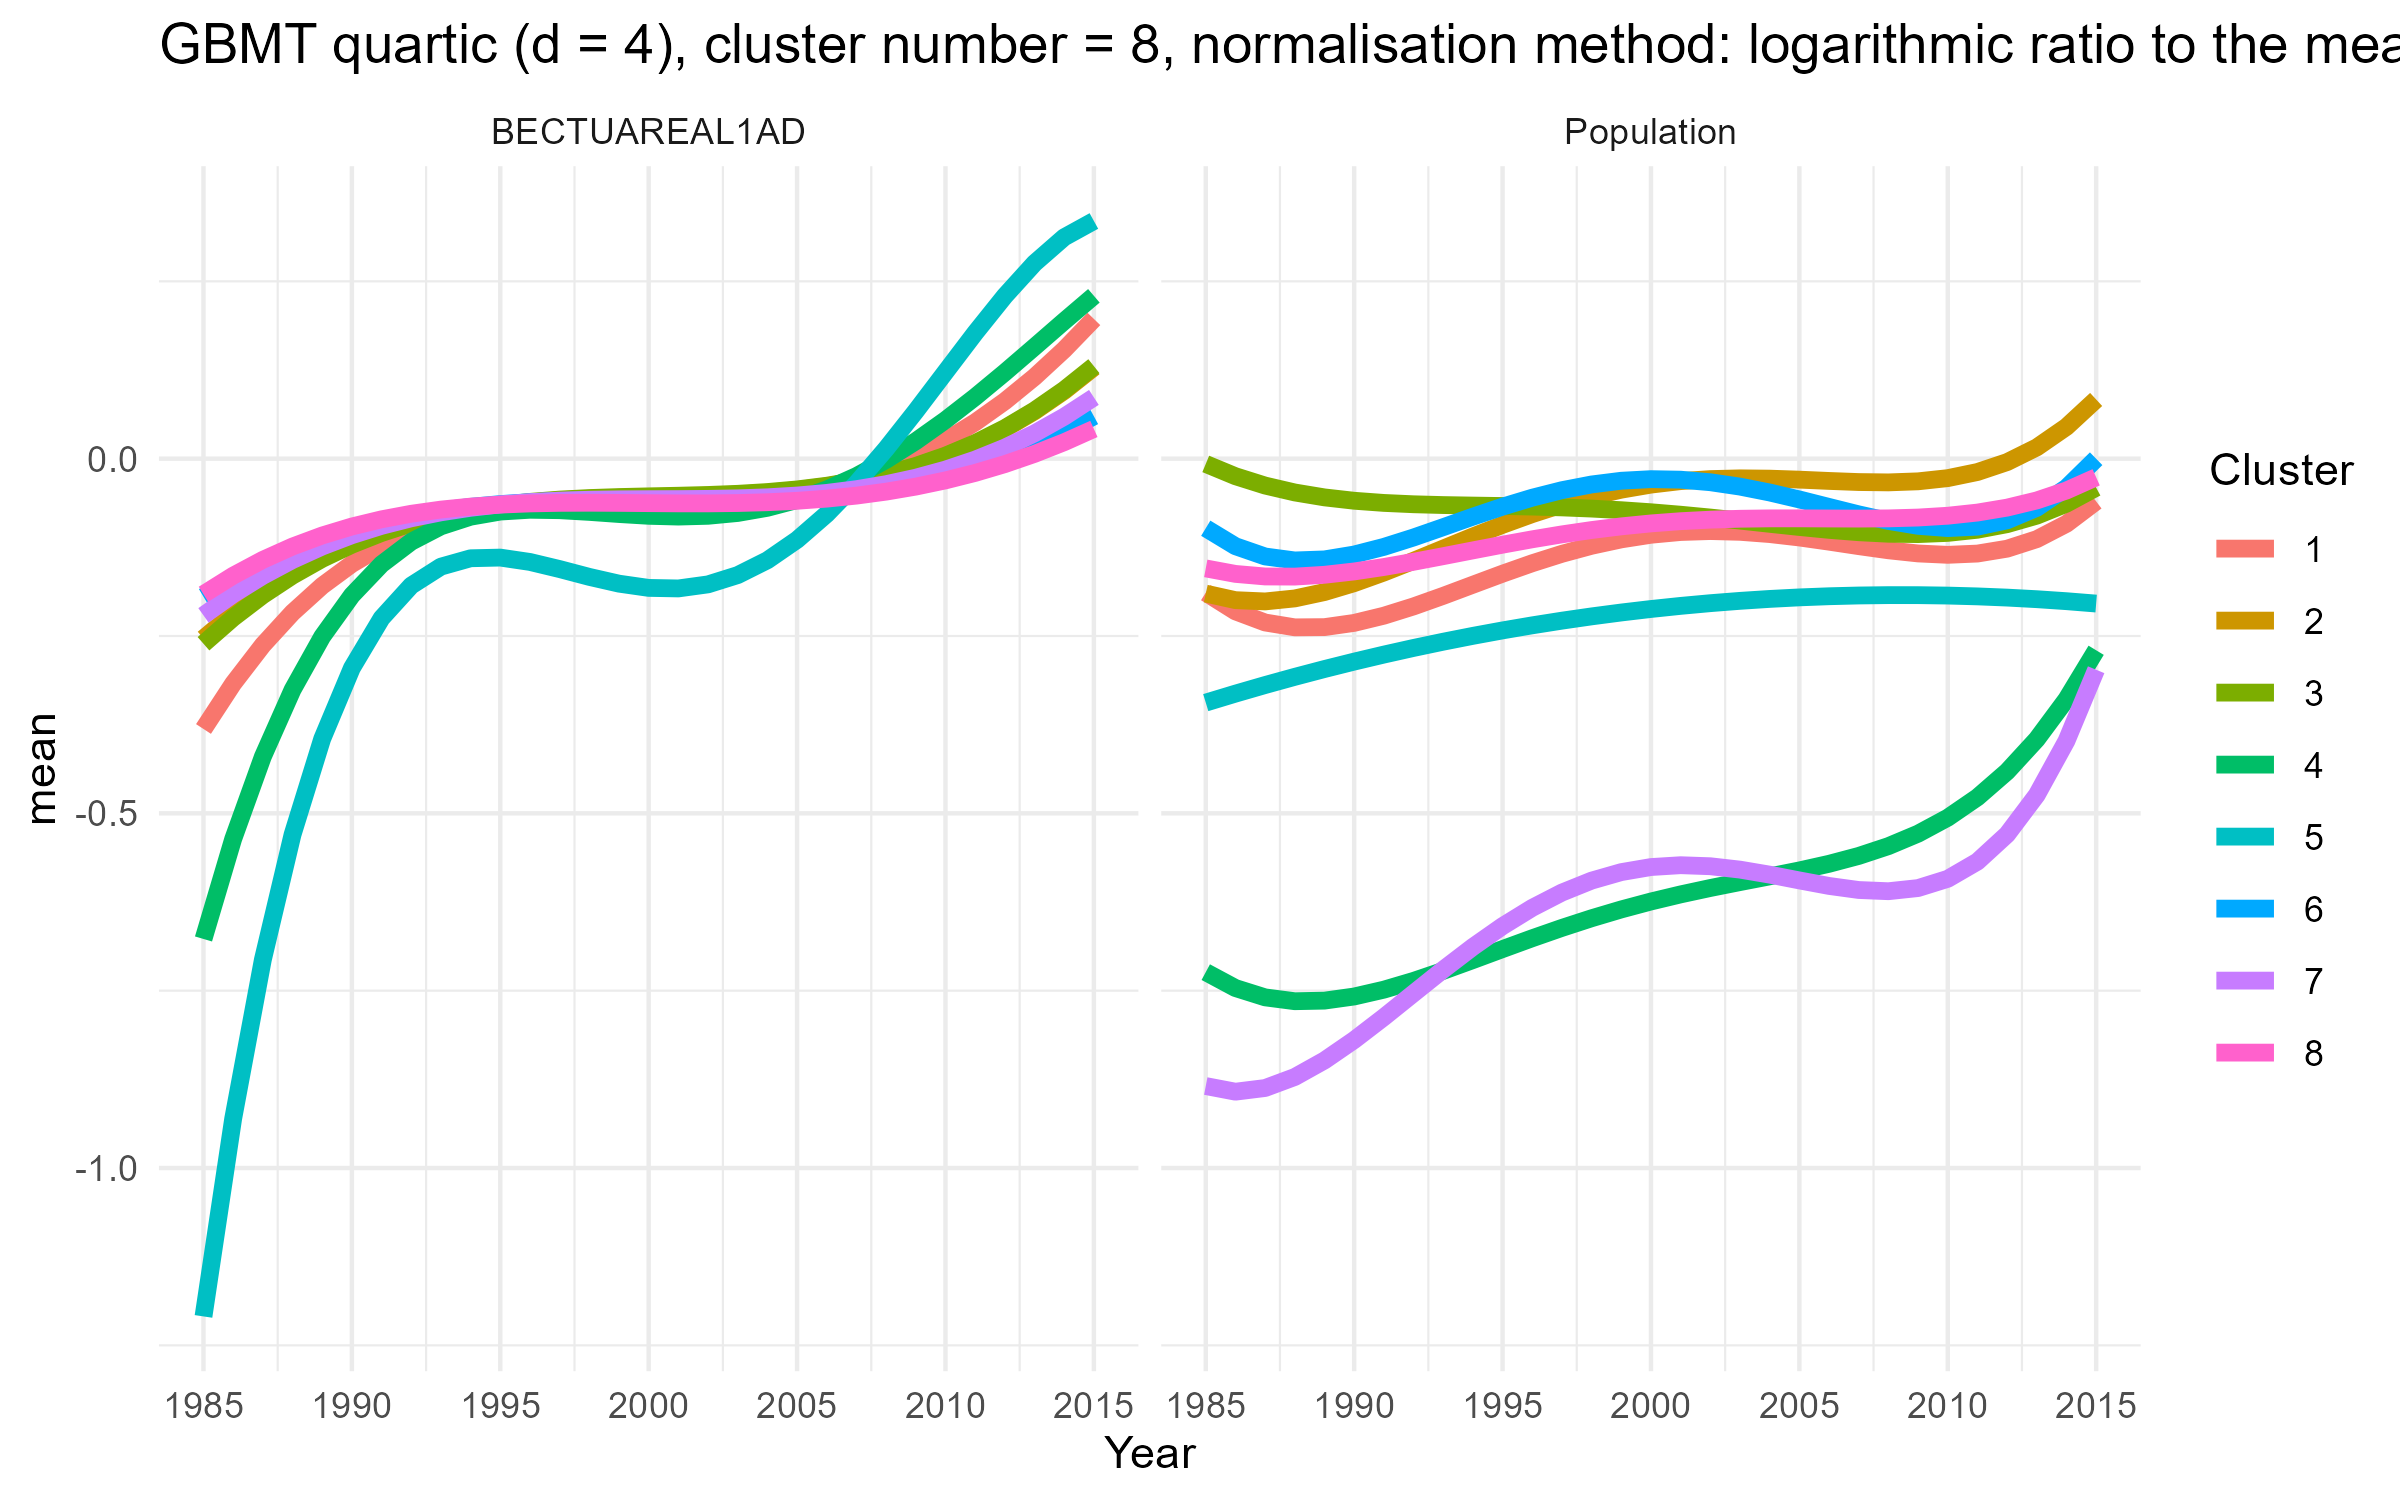 GBMT quartic (d = 4), cluster number = 8, normalisation method: logarithmic ratio to the mea
BECTUAREAL1AD
Population
0.0
-0.5
-1.0
mean
1985 1990 1995 2000 2005 2010 2015
1985 1990 1995 2000 2005 2010 2015
Year
Cluster
1
2
3
4
5
6
7
8